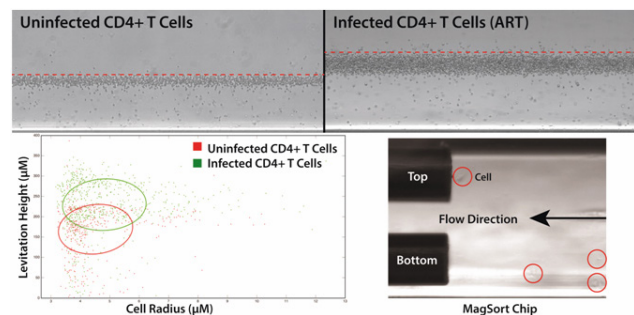 Uninfected CD4+ T Cells
Infected CD4+ T Cells (ART)
Uninfected CD4+ T Cells
Infected CD4+ T Cells
Levitation Height (μM)
Cell Radius (μM)
Top
Cell
Flow Direction
Bottom
MagSort Chip